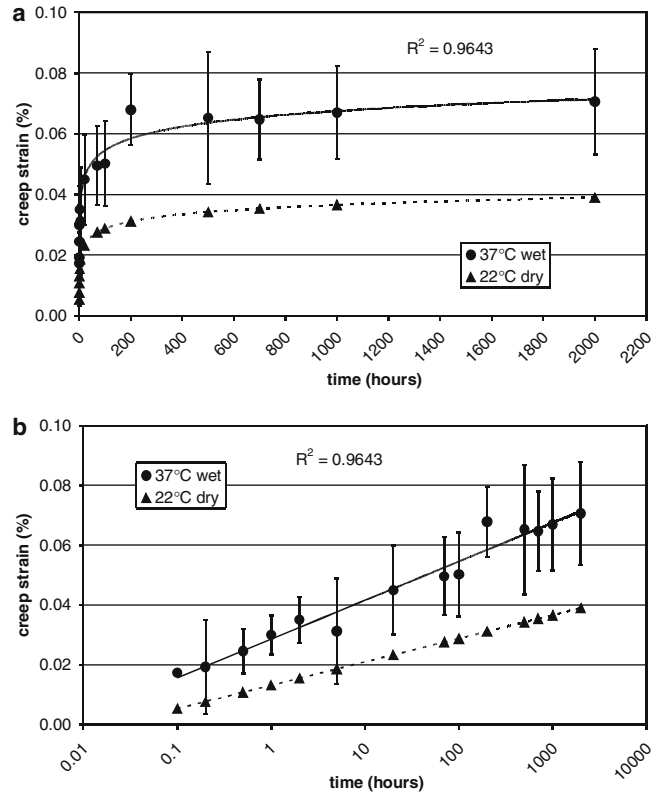 a
0.10
0.08
0.06
0.04
0.02
0.00
creep strain (%)
R² = 0.9643
37°C wet
22°C dry
0 200 400 600 800 1000 1200 1400 1600 1800 2000 2200
time (hours)
b
0.10
0.08
0.06
0.04
0.02
0.00
creep strain (%)
R² = 0.9643
37°C wet
22°C dry
0.01 0.1 1 10 100 1000 10000
time (hours)